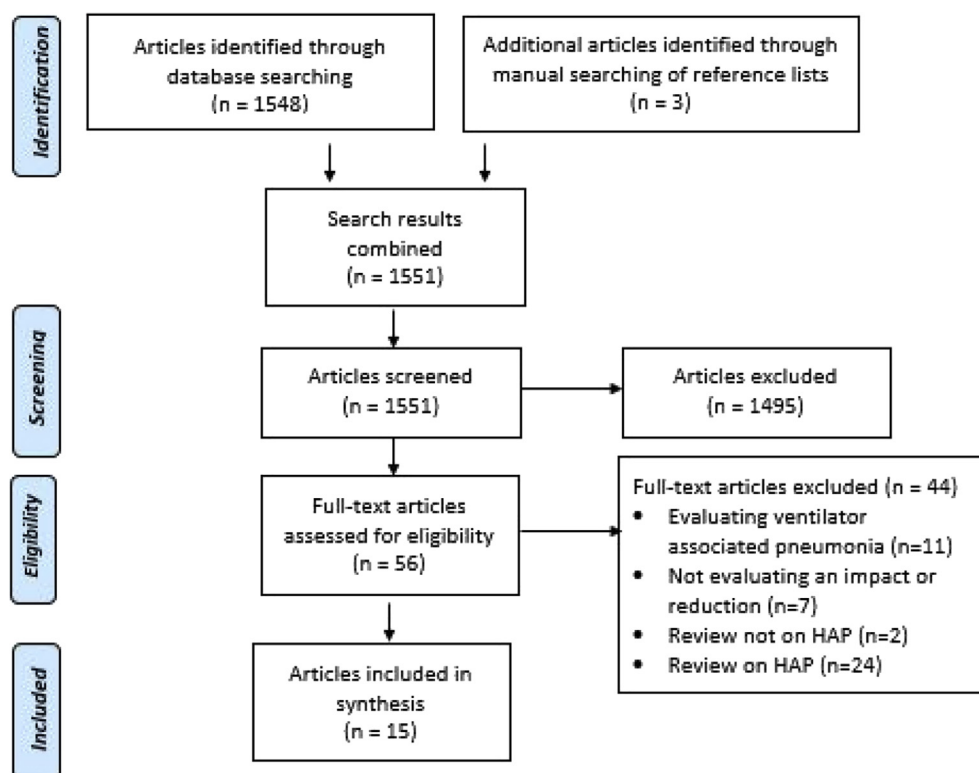 Identification
Articles identified through
database searching
(n = 1548)
Additional articles identified through
manual searching of reference lists
(n = 3)
Search results
combined
(n = 1551)
Screening
Articles screened
(n = 1551)
Articles excluded
(n = 1495)
Eligibility
Full-text articles
assessed for eligibility
(n = 56)
Full-text articles excluded (n = 44)
• Evaluating ventilator
associated pneumonia (n=11)
• Not evaluating an impact or
reduction (n=7)
• Review not on HAP (n=2)
• Review on HAP (n=24)
Included
Articles included in
synthesis
(n = 15)